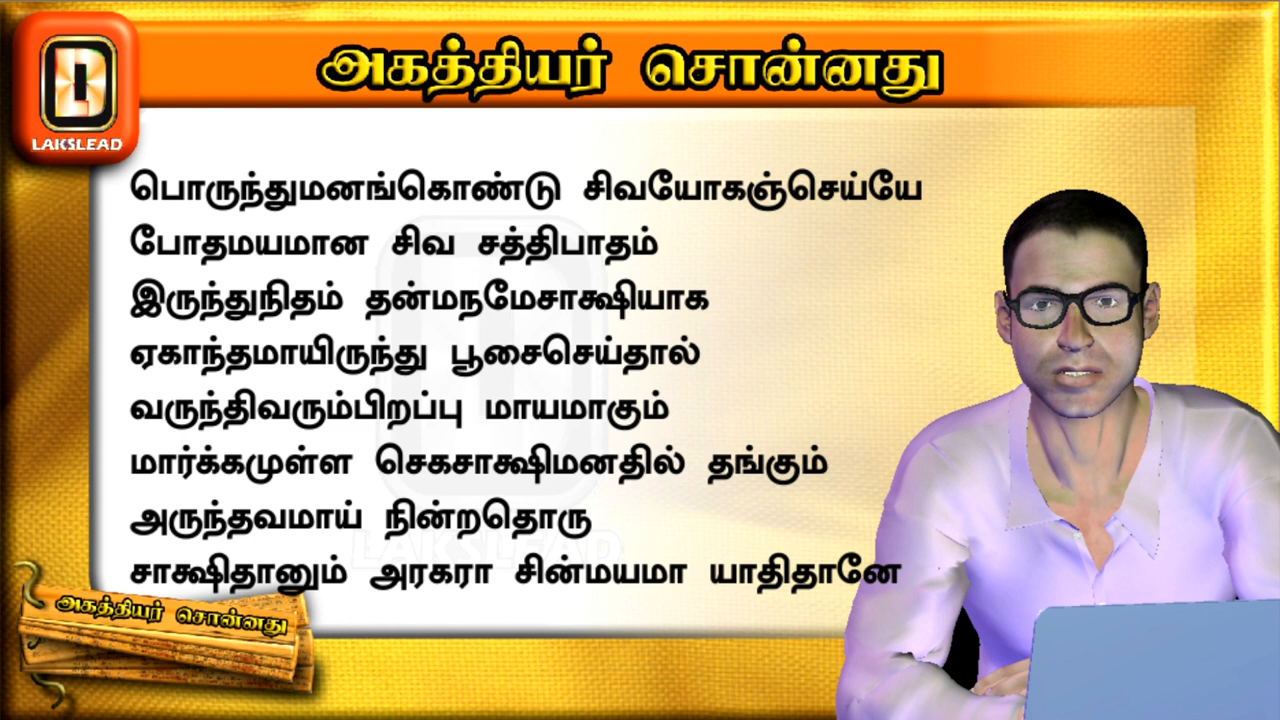 அகத்தியர் சொன்னது
LAKSLEAD
பொருந்துமனங்கொண்டு சிவயோகஞ்செய்யே
போதமயமான சிவ சத்திபாதம்
இருந்துநிதம் தன்மநமேசாக்ஷியாக
ஏகாந்தமாயிருந்து பூசைசெய்தால்
வருந்திவரும்பிறப்பு மாயமாகும்
மார்க்கமுள்ள செகசாக்ஷிமனதில் தங்கும்
அருந்தவமாய் நின்றதொரு
சாக்ஷிதானும் அரகரா சின்மயமா யாதிதானே
அகத்தியர் சொன்னது
LAKSLEAD